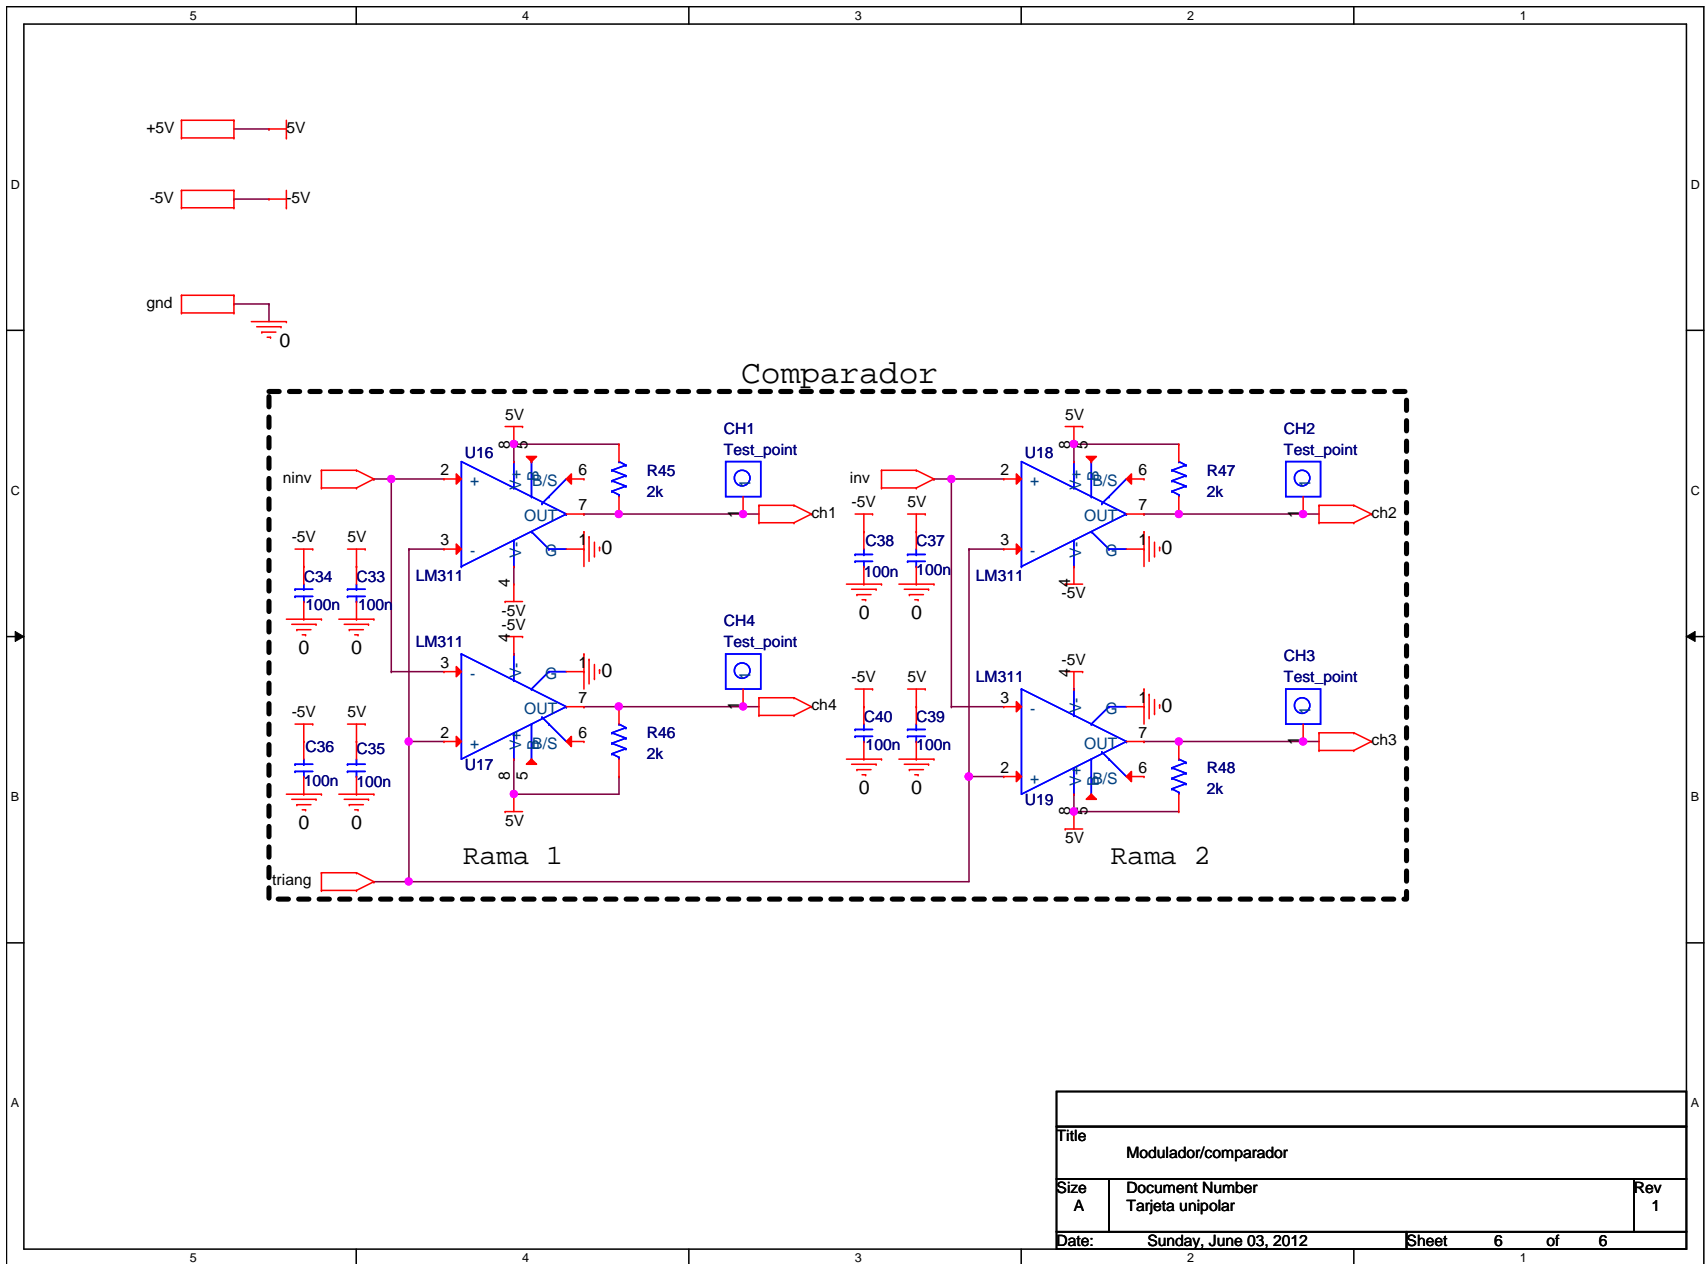 5 4 3 2 1
+5V 5V
D D
-5V -5V
gnd
0
Comparador
5V 5V
CH1 CH2
Test_point Test_point
U16 8 5 U18 8 5
ninv 2 + V+ B B/S 6 R45 inv 2 + V+ B B/S 6 R47
2k 2k
C C
OUT 7 ch1 -5V 5V OUT 7 ch2
-5V 5V 3 - V- G 1 0 C38 C37 3 - V- G 1 0
C34 C33 LM311 4 100n 100n LM311 4
100n 100n -5V 0 0 -5V
-5V
0 0
CH4
LM311 4 Test_point
3 - V- G 1 0 -5V 5V LM311 -5V CH3
4 Test_point
-5V 5V 7 ch4 C40 C39 3 - V- G 1 0
C36 C35 2 + V+ B B/S 6 R46 100n 100n OUT 7 ch3
100n 100n U17 2k 0 0 2 + V+ B B/S 6 R48
8 5 U19 2k
0 0 5V 8 5
5V
B B
Rama 1 Rama 2
triang
A A
Title
Modulador/comparador
Size Document Number Rev
A Tarjeta unipolar 1
Date: Sunday, June 03, 2012 Sheet 6 of 6
5 4 3 2 1